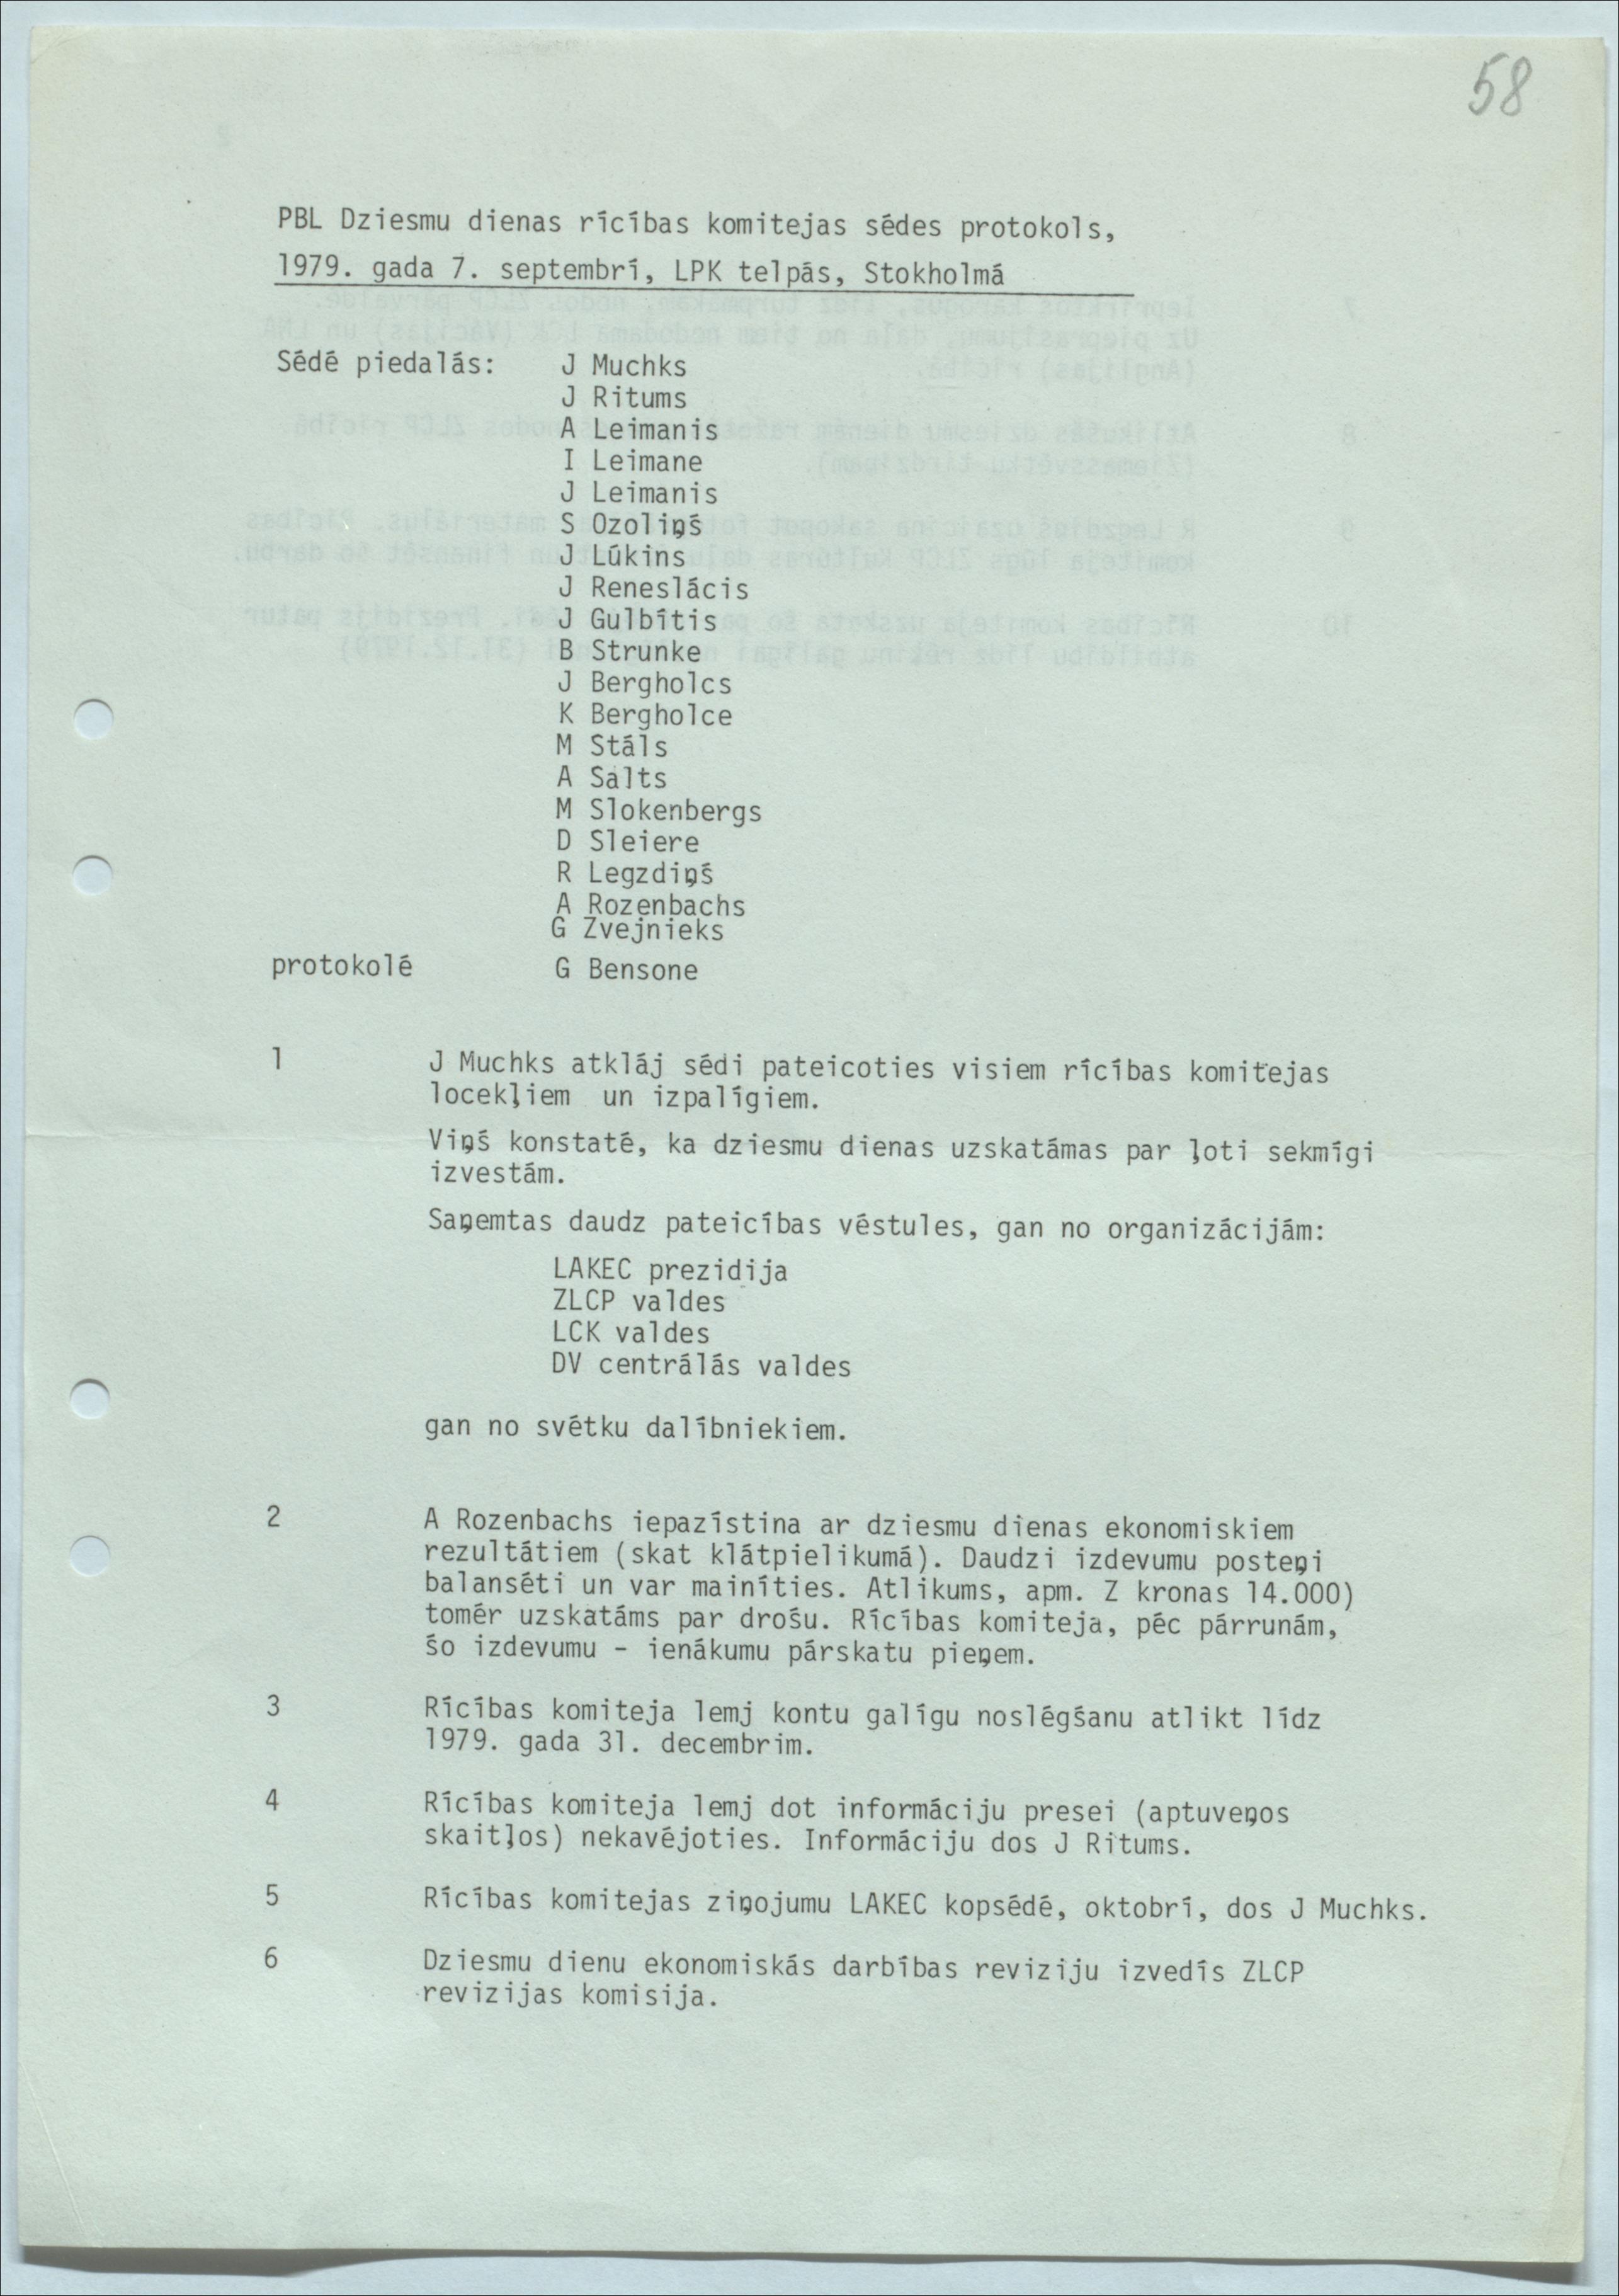 58
PBL Dziesmu dienas rīcības komitejas sēdes protokols,
1979. gada 7. septembrī, LPK telpās, Stokholmā
Sēdē piedalās: J Muchks
J Ritums
A Leimanis
I Leimane
J Leimanis
S Ozoliņš
J Lūkins
J Reneslācis
J Gulbītis
B Strunke
J Bergholcs
K Bergholce
M Stāls
A Salts
M Slokenbergs
D Sleiere
R Legzdiņš
A Rozenbachs
G Zvejnieks
protokolē G Bensone
1 J Muchks atklāj sēdi pateicoties visiem rīcības komitejas
locekļiem un izpalīgiem.
Viņš konstatē, ka dziesmu dienas uzskatāmas par ļoti sekmīgi
izvestām.
Saņemtas daudz pateicības vēstules, gan no organizācijām:
LAKEC prezidija
ZLCP valdes
LCK valdes
DV centrālās valdes
gan no svētku dalībniekiem.
2 A Rozenbachs iepazīstina ar dziesmu dienas ekonomiskiem
rezultātiem (skat klātpielikumā). Daudzi izdevumu posteņi
balansēti un var mainīties. Atlikums, apm. Z kronas 14.000)
tomēr uzskatāms par drošu. Rīcības komiteja, pēc pārrunām,
šo izdevumu - ienākumu pārskatu pieņem.
3 Rīcības komiteja lemj kontu galīgu noslēgšanu atlikt līdz
1979. gada 31. decembrim.
4 Rīcības komiteja lemj dot informāciju presei (aptuveņos
skaitļos) nekavējoties. Informāciju dos J Ritums.
5 Rīcības komitejas ziņojumu LAKEC kopsēdē, oktobrī, dos J Muchks.
6 Dziesmu dienu ekonomiskās darbības reviziju izvedīs ZLCP
revizijas komisija.